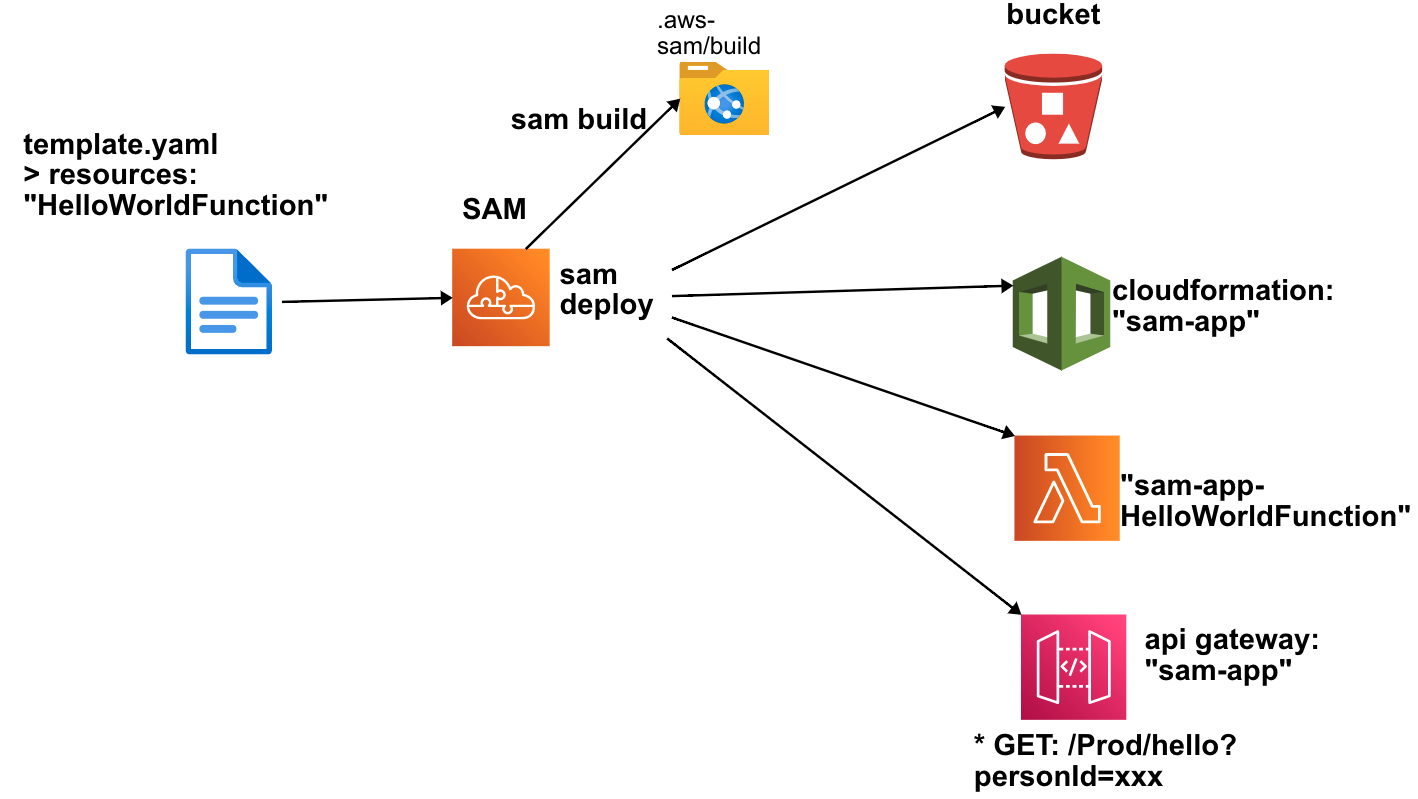 .aws-
sam/build
bucket
sam build
template.yaml
> resources:
"HelloWorldFunction"
SAM
sam
deploy
cloudformation:
"sam-app"
"sam-app-
HelloWorldFunction"
api gateway:
"sam-app"
* GET: /Prod/hello?
personId=xxx